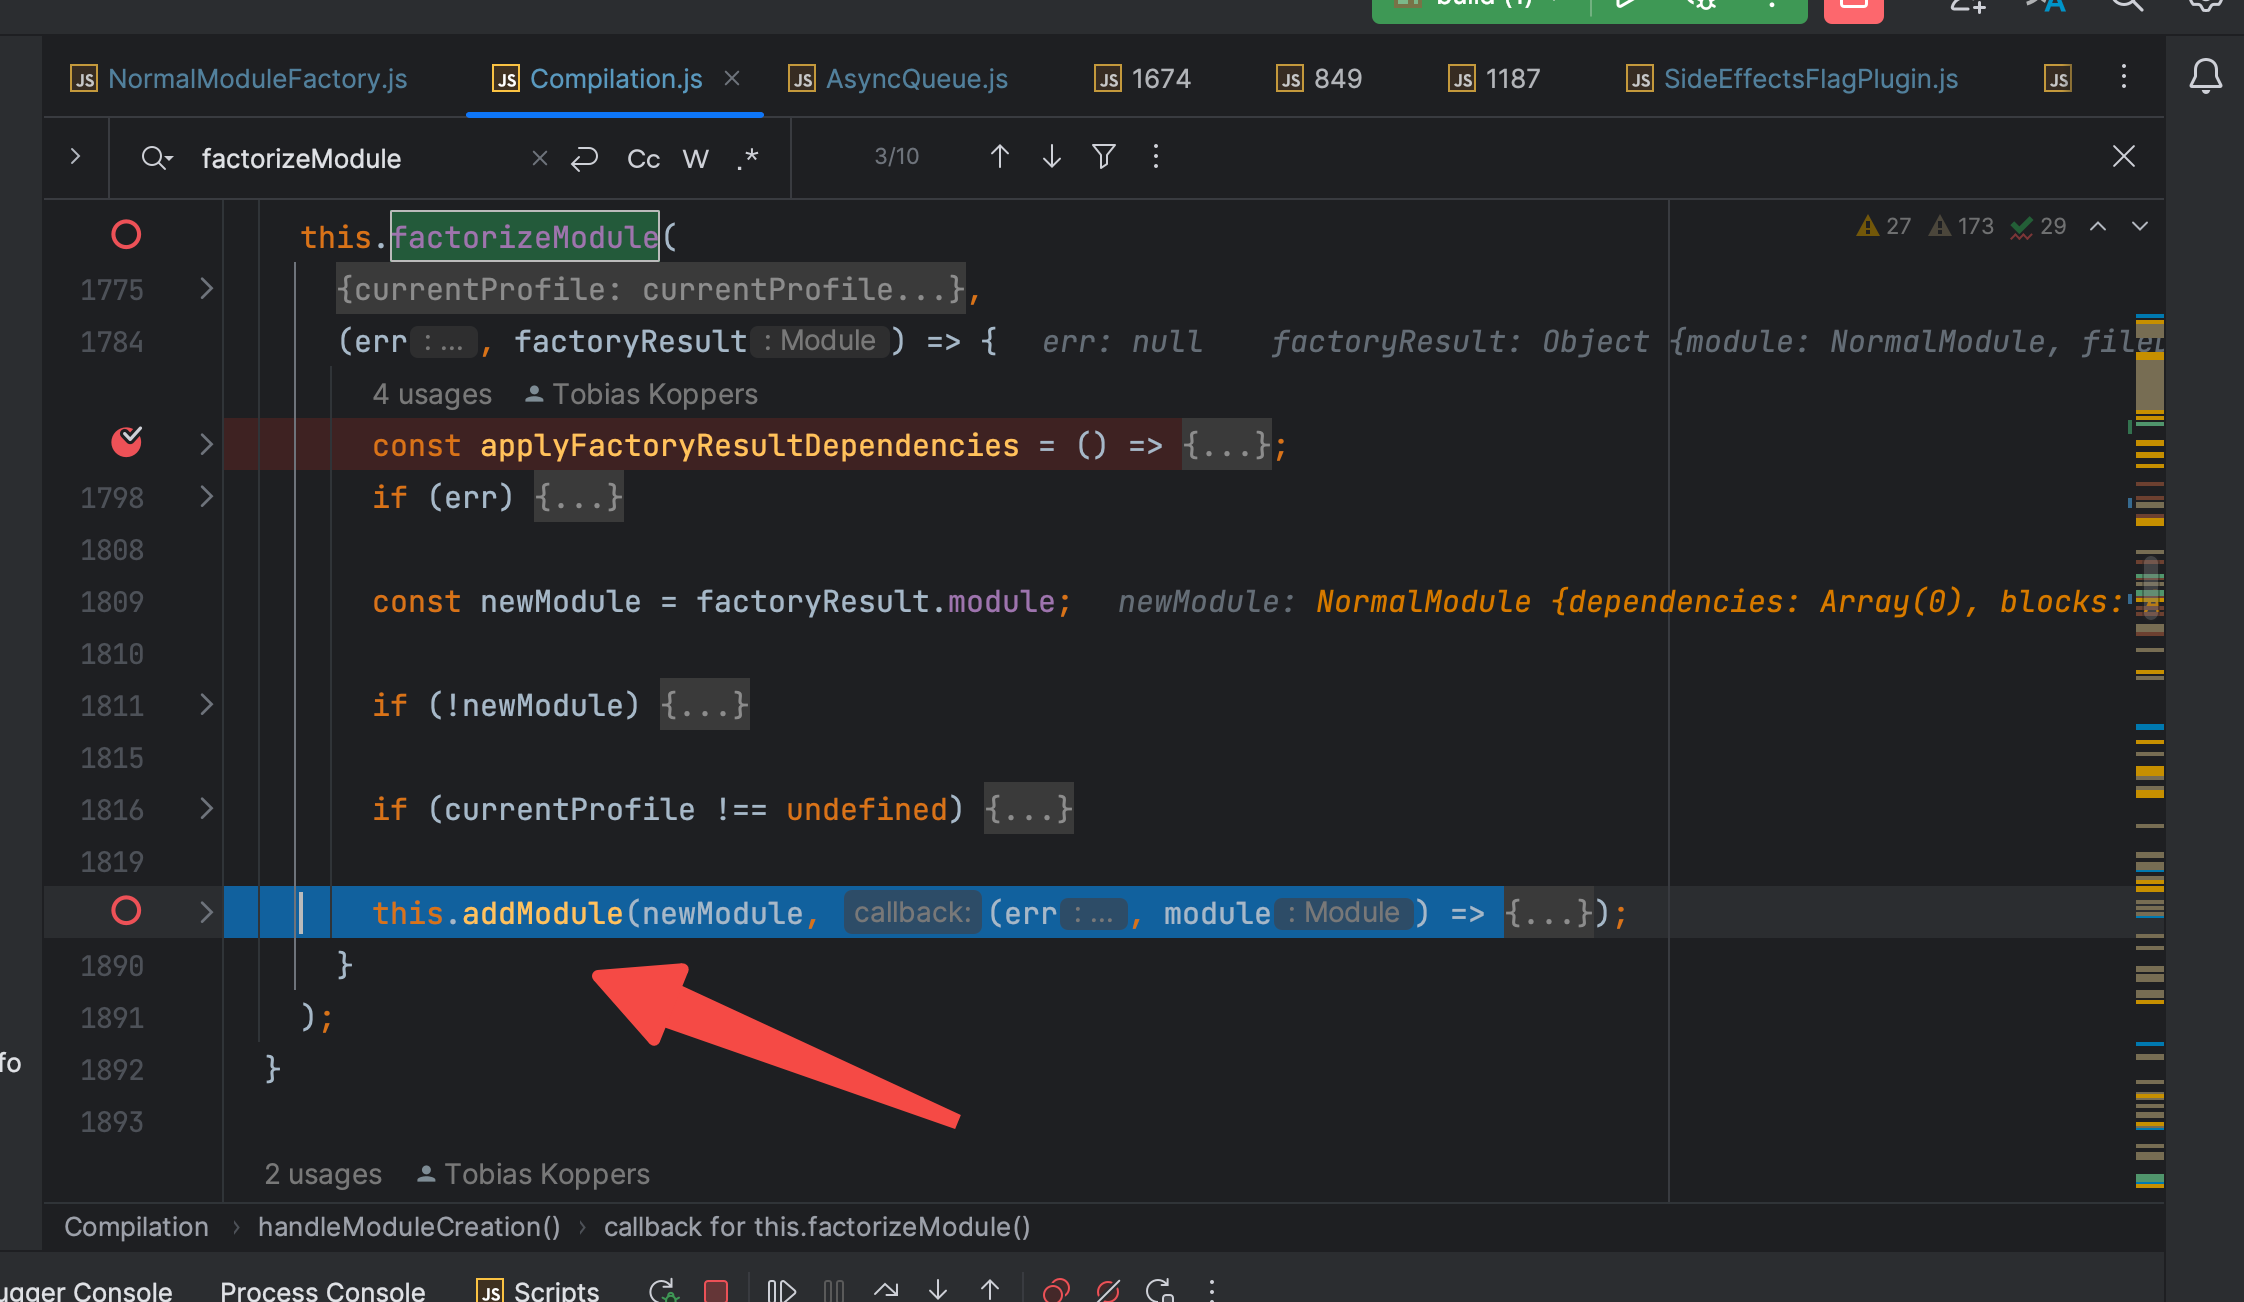 build (1)
NormalModuleFactory.js
Compilation.js
AsyncQueue.js
1674
849
1187
SideEffectsFlagPlugin.js
factorizeModule
Cc W .*
3/10
this.factorizeModule(
27 173 29
1775 {currentProfile: currentProfile...},
1784 (err : ... , factoryResult : Module ) => { err: null factoryResult: Object {module: NormalModule,
4 usages Tobias Koppers
const applyFactoryResultDependencies = () => {...};
1798 if (err) {...}
1808
1809 const newModule = factoryResult.module; newModule: NormalModule {dependencies: Array(0), blocks:
1810
1811 if (!newModule) {...}
1815
1816 if (currentProfile !== undefined) {...}
1819
this.addModule(newModule, callback: (err : ... , module : Module ) => {...});
1890 }
1891 );
1892 }
1893
2 usages Tobias Koppers
fo
Compilation › handleModuleCreation() › callback for this.factorizeModule()
ugger Console Process Console Scripts